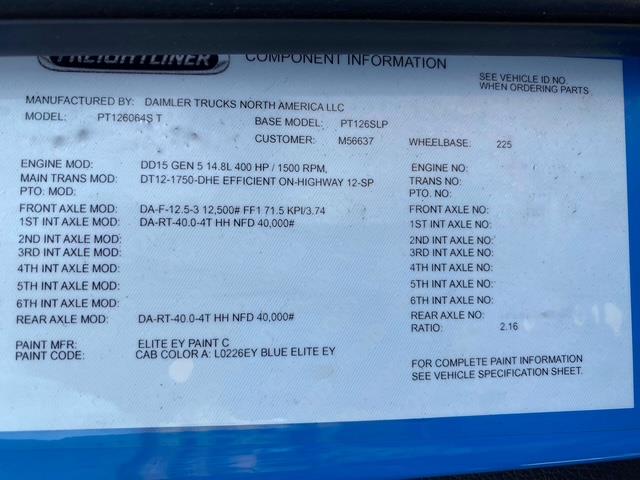 FREIGHTLINER COMPONENT INFORMATION
SEE VEHICLE ID NO.
WHEN ORDERING PARTS
MANUFACTURED BY: DAIMLER TRUCKS NORTH AMERICA LLC
MODEL: PT126064S T BASE MODEL: PT126SLP
CUSTOMER: M56637 WHEELBASE: 225
ENGINE MOD: DD15 GEN 5 14.8L 400 HP / 1500 RPM, ENGINE NO:
MAIN TRANS MOD: DT12-1750-DHE EFFICIENT ON-HIGHWAY 12-SP TRANS NO:
PTO: MOD: PTO. NO:
FRONT AXLE MOD: DA-F-12.5-3 12,500# FF1 71.5 KPI/3.74 FRONT AXLE NO:
1ST INT AXLE MOD: DA-RT-40.0-4T HH NFD 40,000# 1ST INT AXLE NO:
2ND INT AXLE MOD: 2ND INT AXLE NO:
3RD INT AXLE MOD: 3RD INT AXLE NO:
4TH INT AXLE MOD: 4TH INT AXLE NO:
5TH INT AXLE MOD: 5TH INT AXLE NO:
6TH INT AXLE MOD: 6TH INT AXLE NO:
REAR AXLE MOD: DA-RT-40.0-4T HH NFD 40,000# REAR AXLE NO:
RATIO: 2.16
PAINT MFR: ELITE EY PAINT C
PAINT CODE: CAB COLOR A: L0226EY BLUE ELITE EY
FOR COMPLETE PAINT INFORMATION
SEE VEHICLE SPECIFICATION SHEET.